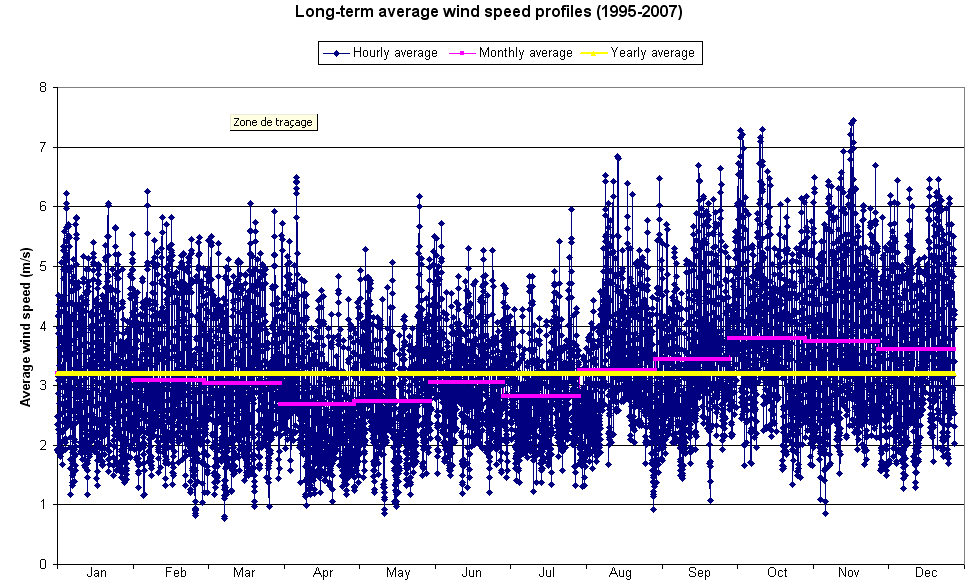 Long-term average wind speed profiles (1995-2007)
Hourly average Monthly average Yearly average
8
Zone de traçage
7
6
5
4
3
2
1
0
Average wind speed (m/s)
Jan Feb Mar Apr May Jun Jul Aug Sep Oct Nov Dec